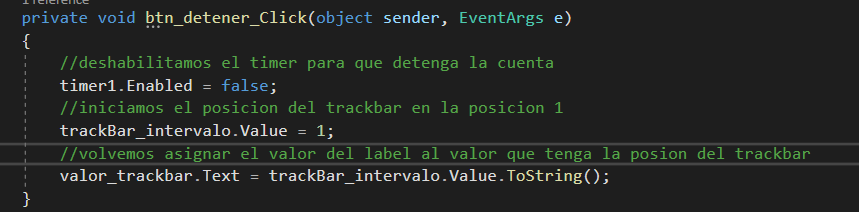 1 reference
private void btn_detener_Click(object sender, EventArgs e)
{
//deshabilitamos el timer para que detenga la cuenta
timer1.Enabled = false;
//iniciamos el posicion del trackbar en la posicion 1
trackBar_intervalo.Value = 1;
//volvemos asignar el valor del label al valor que tenga la posion del trackbar
valor_trackbar.Text = trackBar_intervalo.Value.ToString();
}